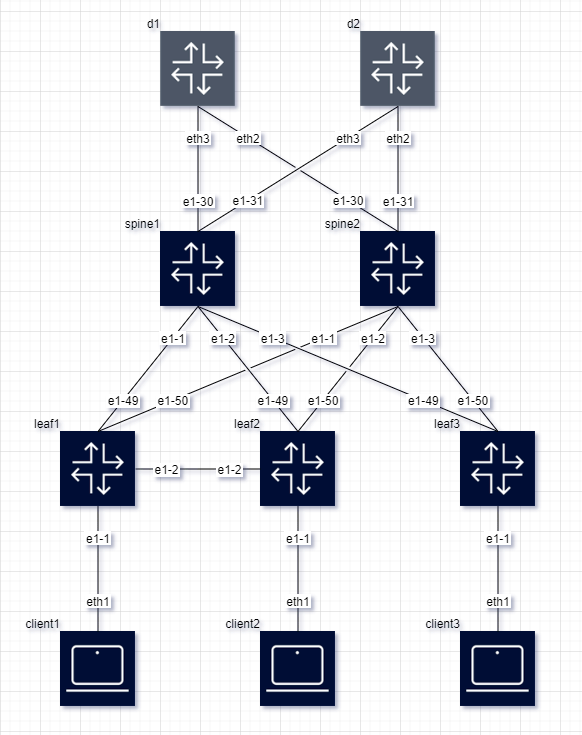 d1
d2
eth3
eth2
eth3
eth2
e1-30
e1-31
e1-30
e1-31
spine1
spine2
e1-1
e1-2
e1-3
e1-1
e1-2
e1-3
e1-49
e1-50
e1-49
e1-50
e1-49
e1-50
leaf1
leaf2
leaf3
e1-2
e1-2
e1-1
e1-1
e1-1
eth1
eth1
eth1
client1
client2
client3